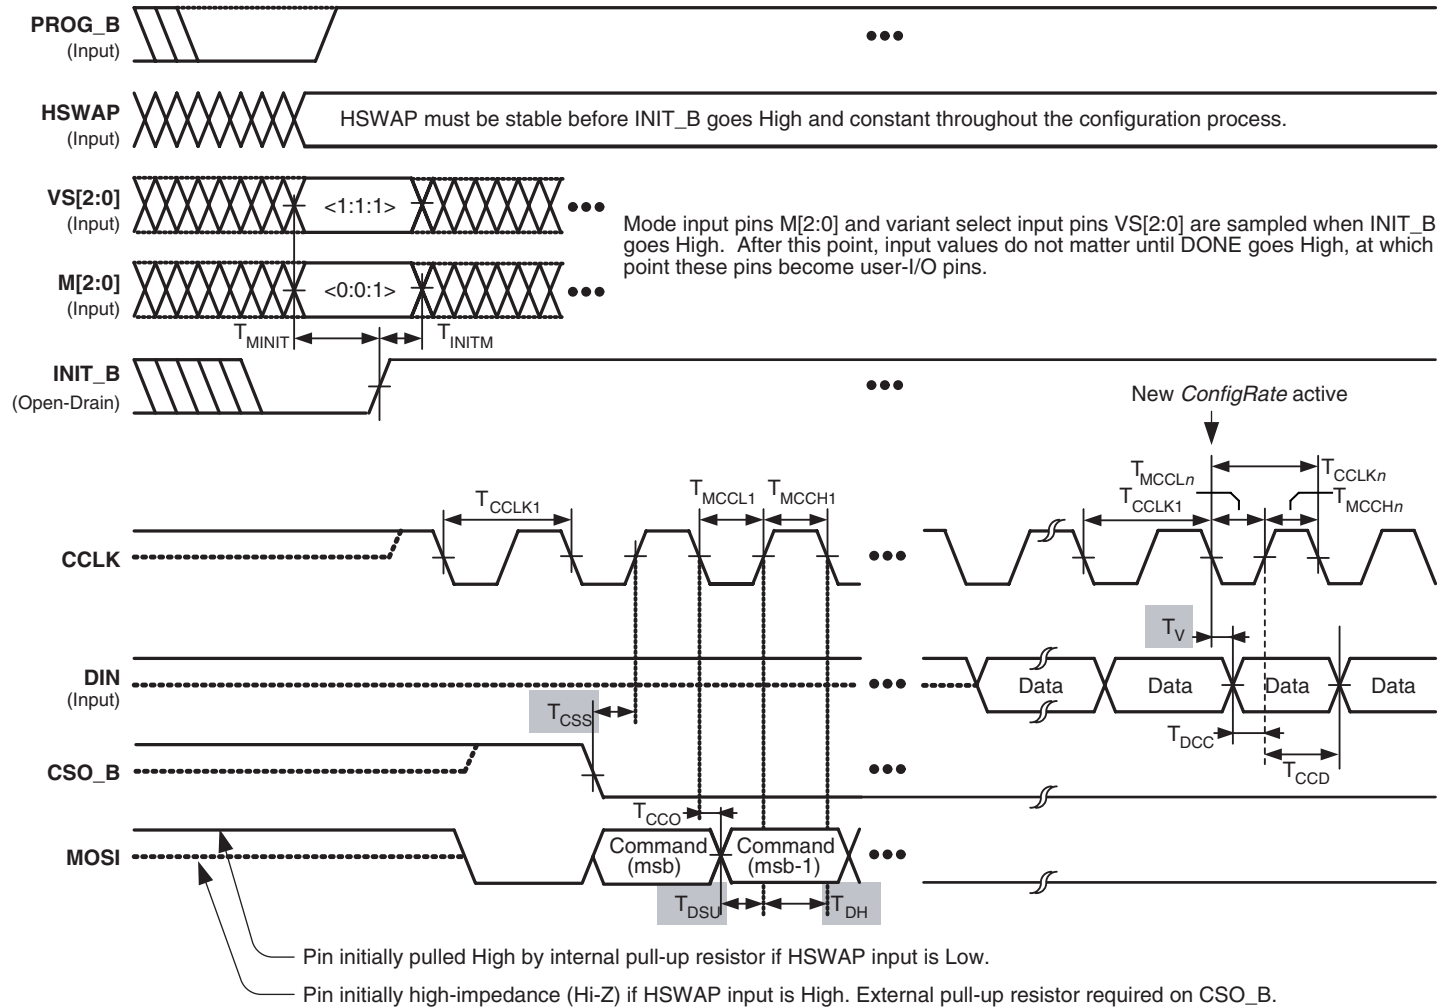 PROG_B
(Input)
HSWAP
(Input)
HSWAP must be stable before INIT_B goes High and constant throughout the configuration process.
VS[2:0]
(Input)
<1:1:1>
M[2:0]
(Input)
<0:0:1>
Mode input pins M[2:0] and variant select input pins VS[2:0] are sampled when INIT_B
goes High. After this point, input values do not matter until DONE goes High, at which
point these pins become user-I/O pins.
TMINIT
TINITM
INIT_B
(Open-Drain)
New ConfigRate active
TMCCLn
TCCLKn
TCCLK1
TMCCL1
TMCCH1
TCCLK1
TMCCHn
CCLK
TV
DIN
(Input)
Data
Data
Data
Data
TCSS
TDCC
TCCD
CSO_B
TCCO
MOSI
Command
(msb)
Command
(msb-1)
TDSU
TDH
Pin initially pulled High by internal pull-up resistor if HSWAP input is Low.
Pin initially high-impedance (Hi-Z) if HSWAP input is High. External pull-up resistor required on CSO_B.